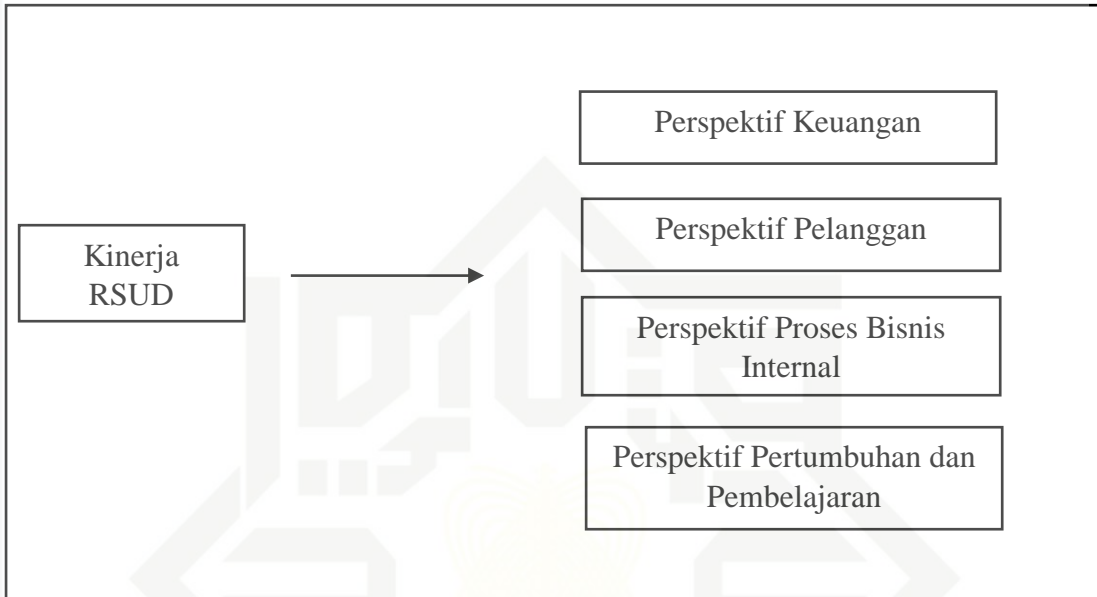 Perspektif Keuangan
Perspektif Pelanggan
Kinerja
RSUD
Perspektif Proses Bisnis
Internal
Perspektif Pertumbuhan dan
Pembelajaran